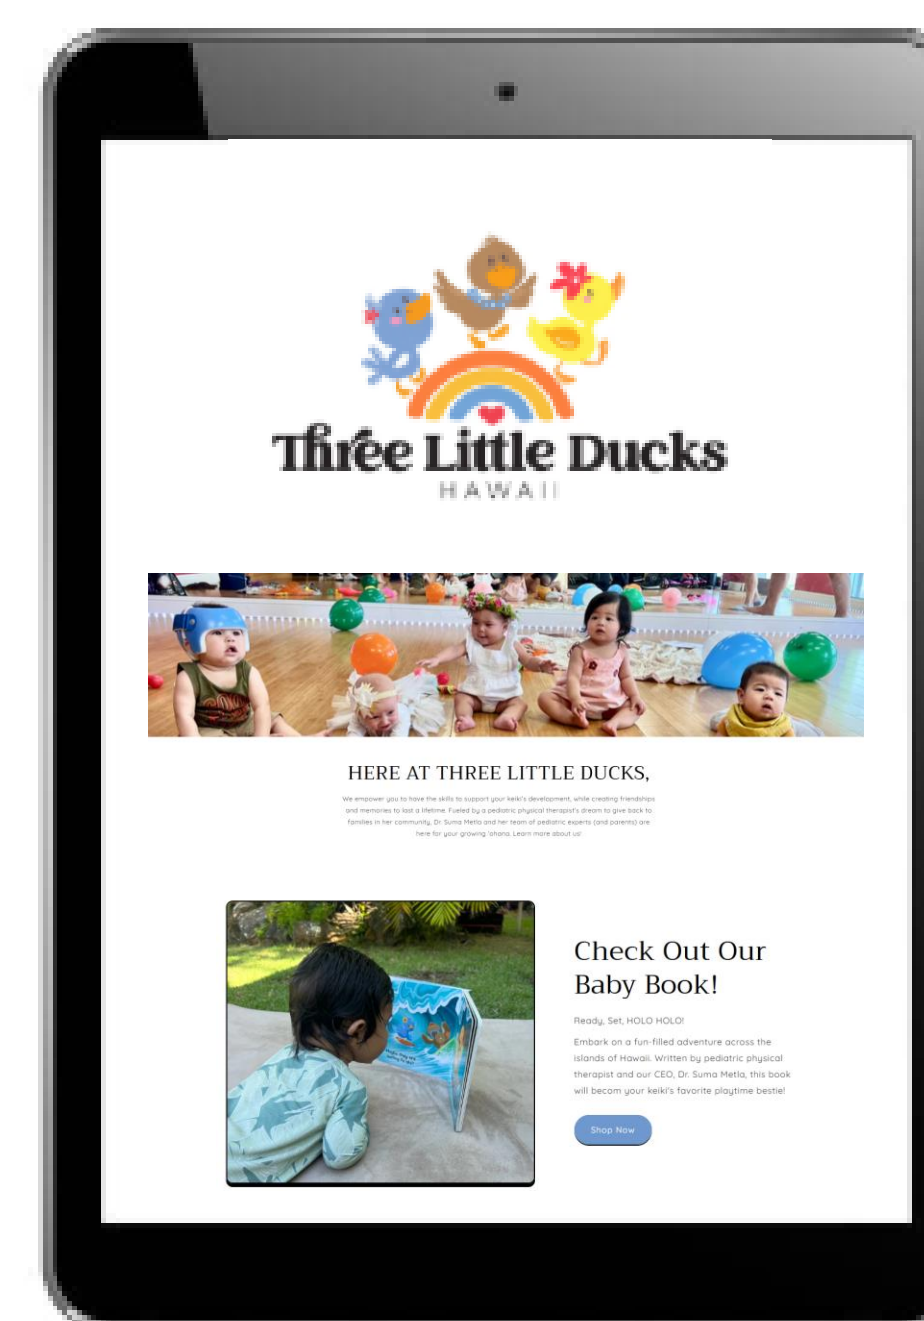 Three Little Ducks
HAWAII
HERE AT THREE LITTLE DUCKS,
We empower you to have the skills to support your keiki's development, while creating friendships
and memories to last a lifetime. Fueled by a pediatric physical therapist's dream to give back to
families in her community, Dr. Suma Metla and her team of pediatric experts (and parents) are
here for your growing 'ohana. Learn more about us!
Check Out Our
Baby Book!
Ready, Set, HOLO HOLO!
Embark on a fun-filled adventure across the
islands of Hawaii. Written by pediatric physical
therapist and our CEO, Dr. Suma Metla, this book
will becom your keiki's favorite playtime bestie!
Shop Now